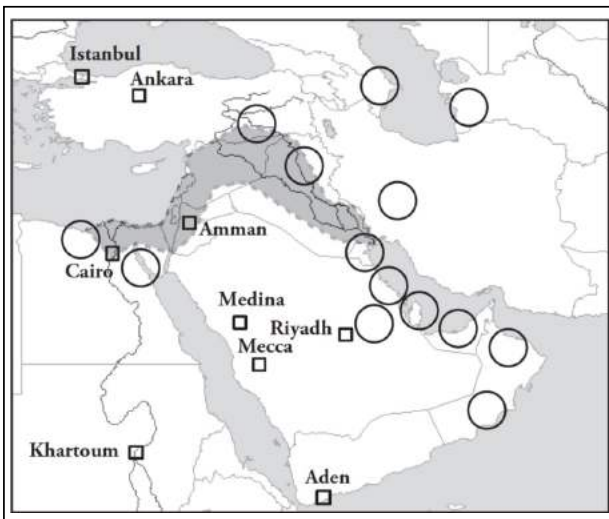 Istanbul
Ankara
Amman
Cairo
Medina
Riyadh
Mecca
Khartoum
Aden